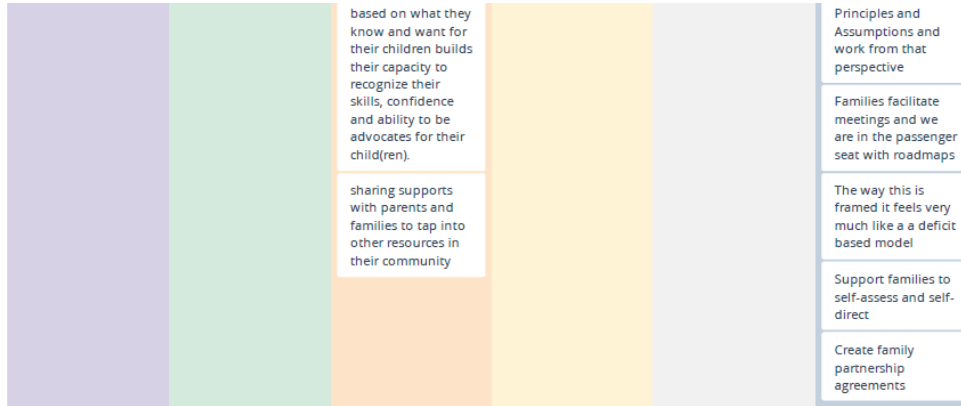 based on what they
know and want for
their children builds
their capacity to
recognize their
skills, confidence
and ability to be
advocates for their
child(ren).
sharing supports
with parents and
families to tap into
other resources in
their community
Principles and
Assumptions and
work from that
perspective
Families facilitate
meetings and we
are in the passenger
seat with roadmaps
The way this is
framed it feels very
much like a a deficit
based model
Support families to
self-assess and self-
direct
Create family
partnership
agreements